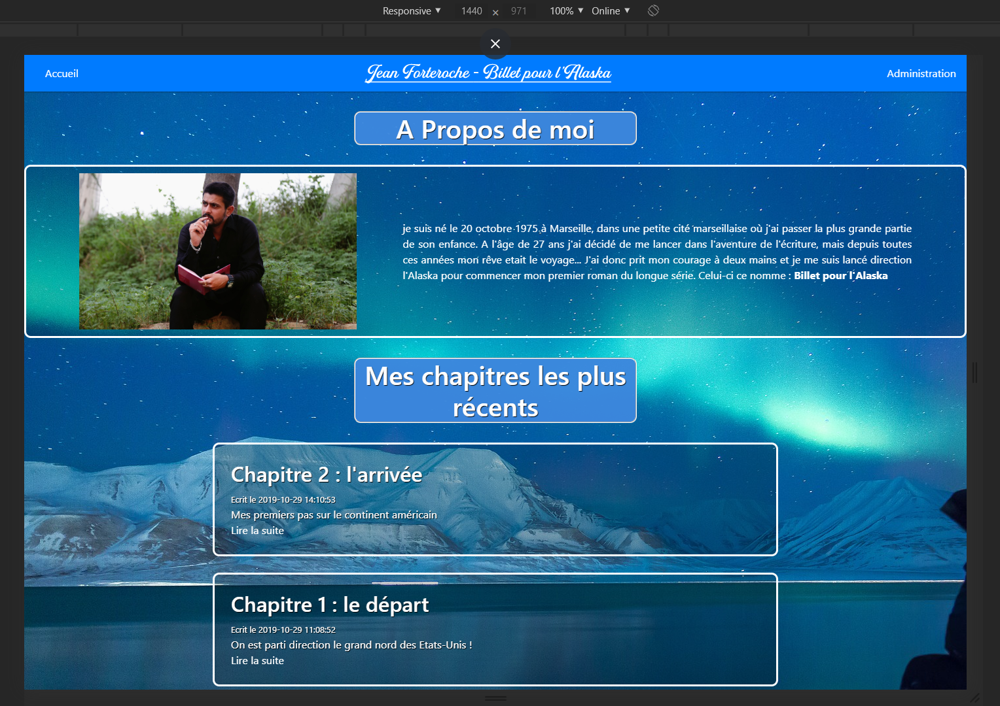 Responsive ▼ 1440 × 971 100% ▼ Online ▼
Accueil Jean Forteroche - Billet pour l'Alaska Administration
A Propos de moi
je suis né le 20 octobre 1975 à Marseille, dans une petite cité marseillaise où j'ai passer la plus grande partie
de son enfance. A l'âge de 27 ans j'ai décidé de me lancer dans l'aventure de l'écriture, mais depuis toutes
ces années mon rêve etait le voyage... J'ai donc prit mon courage à deux mains et je me suis lancé direction
l'Alaska pour commencer mon premier roman du longue série. Celui-ci ce nomme : Billet pour l'Alaska
Mes chapitres les plus
récents
Chapitre 2 : l'arrivée
Ecrit le 2019-10-29 14:10:53
Mes premiers pas sur le continent américain
Lire la suite
Chapitre 1 : le départ
Ecrit le 2019-10-29 11:08:52
On est parti direction le grand nord des Etats-Unis !
Lire la suite